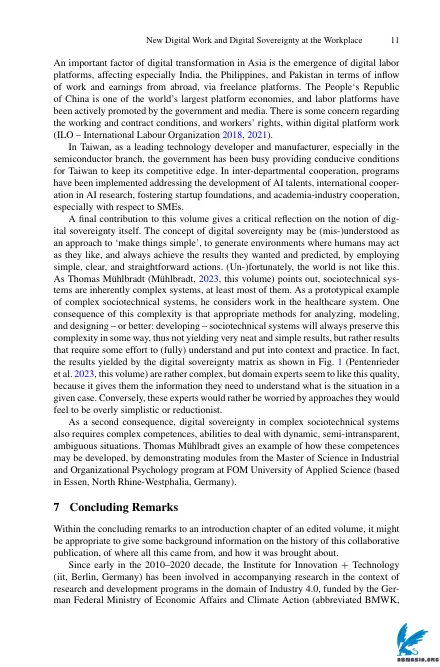 New Digital Work and Digital Sovereignty at the Workplace 11
An important factor of digital transformation in Asia is the emergence of digital labor
platforms, affecting especially India, the Philippines, and Pakistan in terms of inflow
of work and earnings from abroad, via freelance platforms. The People‘s Republic
of China is one of the world’s largest platform economies, and labor platforms have
been actively promoted by the government and media. There is some concern regarding
the working and contract conditions, and workers’ rights, within digital platform work
(ILO – International Labour Organization 2018, 2021).
In Taiwan, as a leading technology developer and manufacturer, especially in the
semiconductor branch, the government has been busy providing conducive conditions
for Taiwan to keep its competitive edge. In inter-departmental cooperation, programs
have been implemented addressing the development of AI talents, international cooper-
ation in AI research, fostering startup foundations, and academia-industry cooperation,
especially with respect to SMEs.
A final contribution to this volume gives a critical reflection on the notion of dig-
ital sovereignty itself. The concept of digital sovereignty may be (mis-)understood as
an approach to ‘make things simple’, to generate environments where humans may act
as they like, and always achieve the results they wanted and predicted, by employing
simple, clear, and straightforward actions. (Un-)fortunately, the world is not like this.
As Thomas Mühlbradt (Mühlbradt, 2023, this volume) points out, sociotechnical sys-
tems are inherently complex systems, at least most of them. As a prototypical example
of complex sociotechnical systems, he considers work in the healthcare system. One
consequence of this complexity is that appropriate methods for analyzing, modeling,
and designing – or better: developing – sociotechnical systems will always preserve this
complexity in some way, thus not yielding very neat and simple results, but rather results
that require some effort to (fully) understand and put into context and practice. In fact,
the results yielded by the digital sovereignty matrix as shown in Fig. 1 (Pentenrieder
et al. 2023, this volume) are rather complex, but domain experts seem to like this quality,
because it gives them the information they need to understand what is the situation in a
given case. Conversely, these experts would rather be worried by approaches they would
feel to be overly simplistic or reductionist.
As a second consequence, digital sovereignty in complex sociotechnical systems
also requires complex competences, abilities to deal with dynamic, semi-intransparent,
ambiguous situations. Thomas Mühlbradt gives an example of how these competences
may be developed, by demonstrating modules from the Master of Science in Industrial
and Organizational Psychology program at FOM University of Applied Science (based
in Essen, North Rhine-Westphalia, Germany).
7 Concluding Remarks
Within the concluding remarks to an introduction chapter of an edited volume, it might
be appropriate to give some background information on the history of this collaborative
publication, of where all this came from, and how it was brought about.
Since early in the 2010–2020 decade, the Institute for Innovation + Technology
(iit, Berlin, Germany) has been involved in accompanying research in the context of
research and development programs in the domain of Industry 4.0, funded by the Ger-
man Federal Ministry of Economic Affairs and Climate Action (abbreviated BMWK,